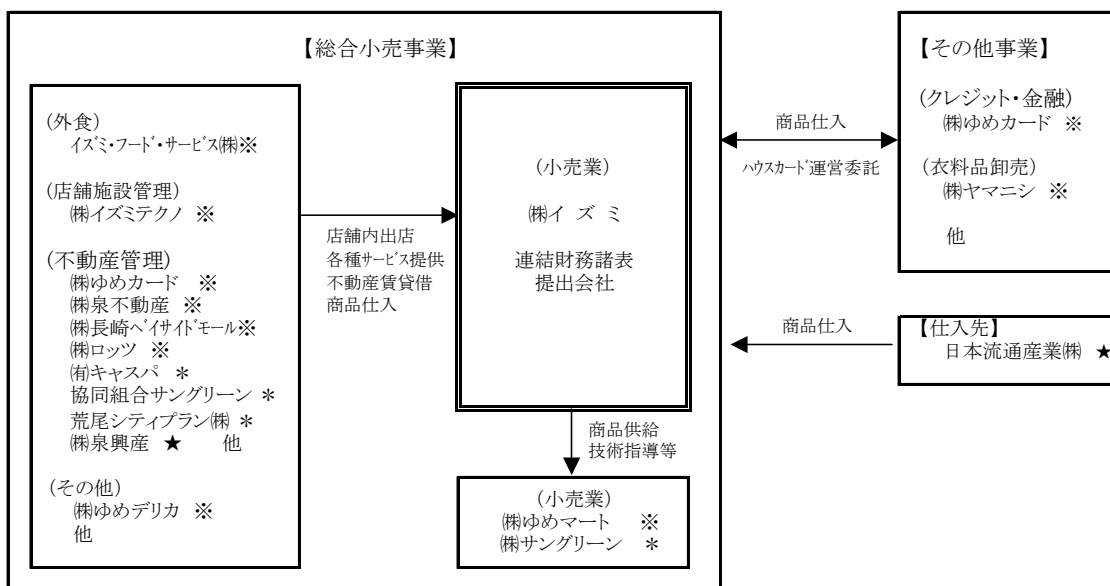 【総合小売事業】
(外食)
イズミ・フード・サービス㈱※
(店舗施設管理)
㈱イズミテクノ ※
(不動産管理)
㈱ゆめカード ※
㈱泉不動産 ※
㈱長崎ベイサイドモール※
㈱ロッツ ※
㈲キャスパ *
協同組合サングリーン *
荒尾シティプラン㈱ *
㈱泉興産 ★ 他
(その他)
㈱ゆめデリカ ※
他
店舗内出店
各種サービス提供
不動産賃貸借
商品仕入
(小売業)
㈱イ ズ ミ
連結財務諸表
提出会社
商品供給
技術指導等
(小売業)
㈱ゆめマート ※
㈱サングリーン *
商品仕入
ハウスカード運営委託
【その他事業】
(クレジット・金融)
㈱ゆめカード ※
(衣料品卸売)
㈱ヤマニシ ※
他
商品仕入
【仕入先】
日本流通産業㈱ ★